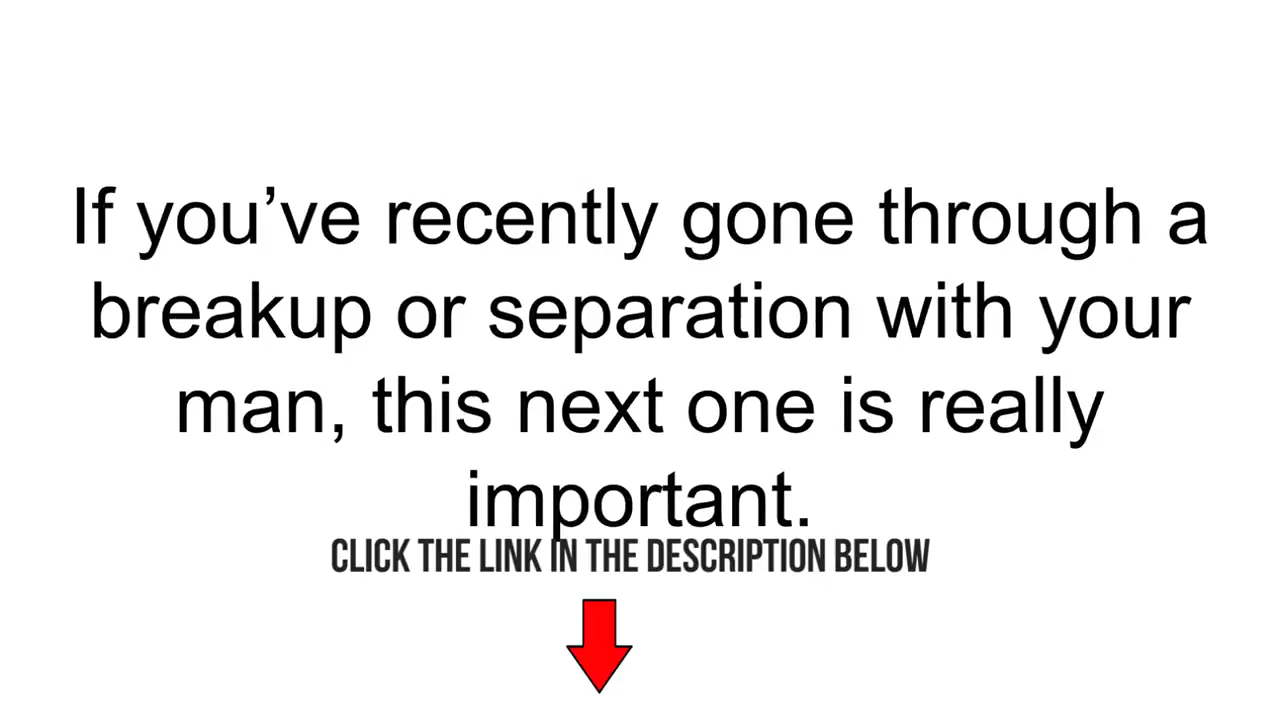 If you’ve recently gone through a
breakup or separation with your
man, this next one is really
important.
CLICK THE LINK IN THE DESCRIPTION BELOW